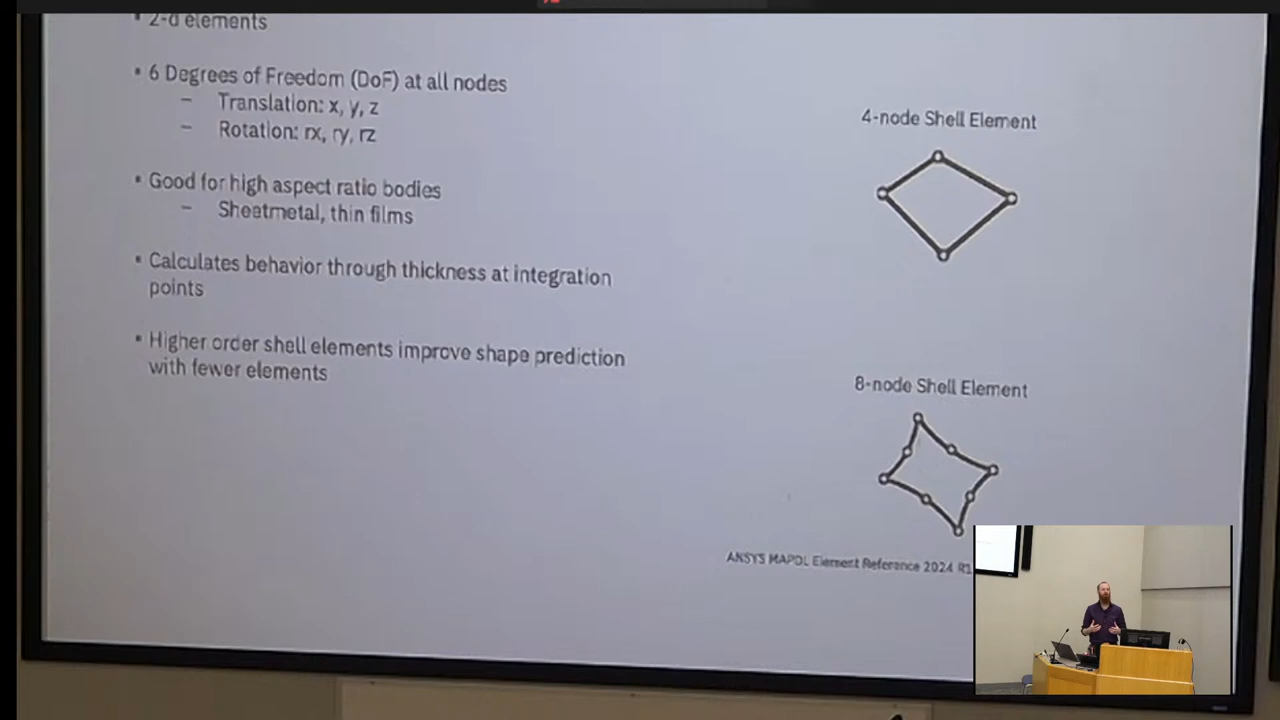 2-d elements
6 Degrees of Freedom (DoF) at all nodes
Translation: x, y, z
Rotation: rx, ry, rz
Good for high aspect ratio bodies
Sheetmetal, thin films
Calculates behavior through thickness at integration
points
Higher order shell elements improve shape prediction
with fewer elements
4-node Shell Element
8-node Shell Element
ANSYS MAPDL Element Reference 2024 R1